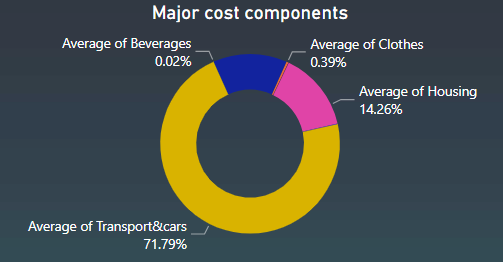 Major cost components
Average of Beverages
0.02%
Average of Clothes
0.39%
Average of Housing
14.26%
Average of Transport&cars
71.79%